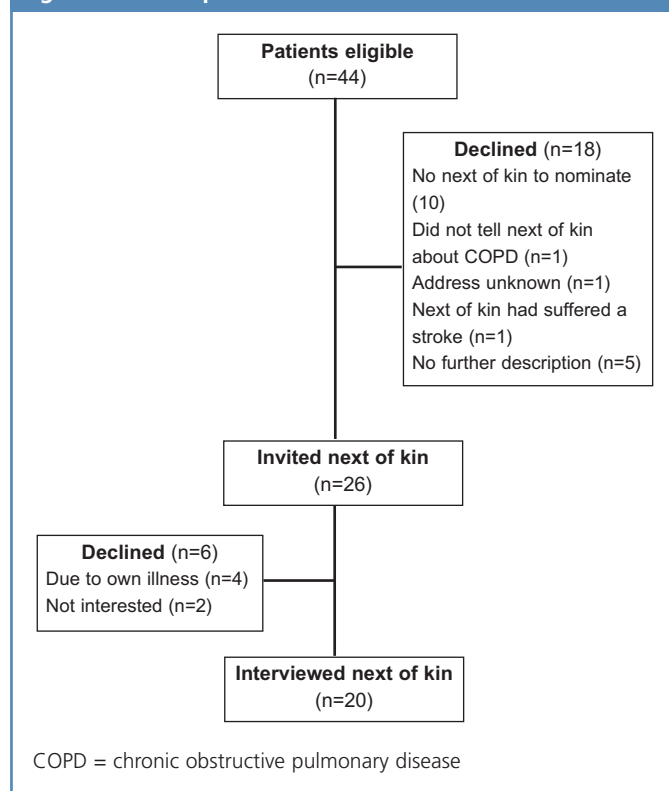 Patients eligible
(n=44)
Declined (n=18)
No next of kin to nominate
(10)
Did not tell next of kin
about COPD (n=1)
Address unknown (n=1)
Next of kin had suffered a
stroke (n=1)
No further description (n=5)
Invited next of kin
(n=26)
Declined (n=6)
Due to own illness (n=4)
Not interested (n=2)
Interviewed next of kin
(n=20)
COPD = chronic obstructive pulmonary disease